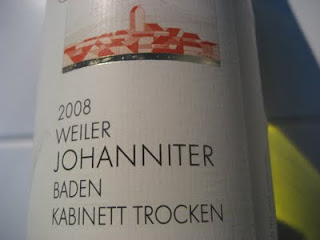 2008
WEILER
JOHANNITER
BADEN
KABINETT TROCKEN